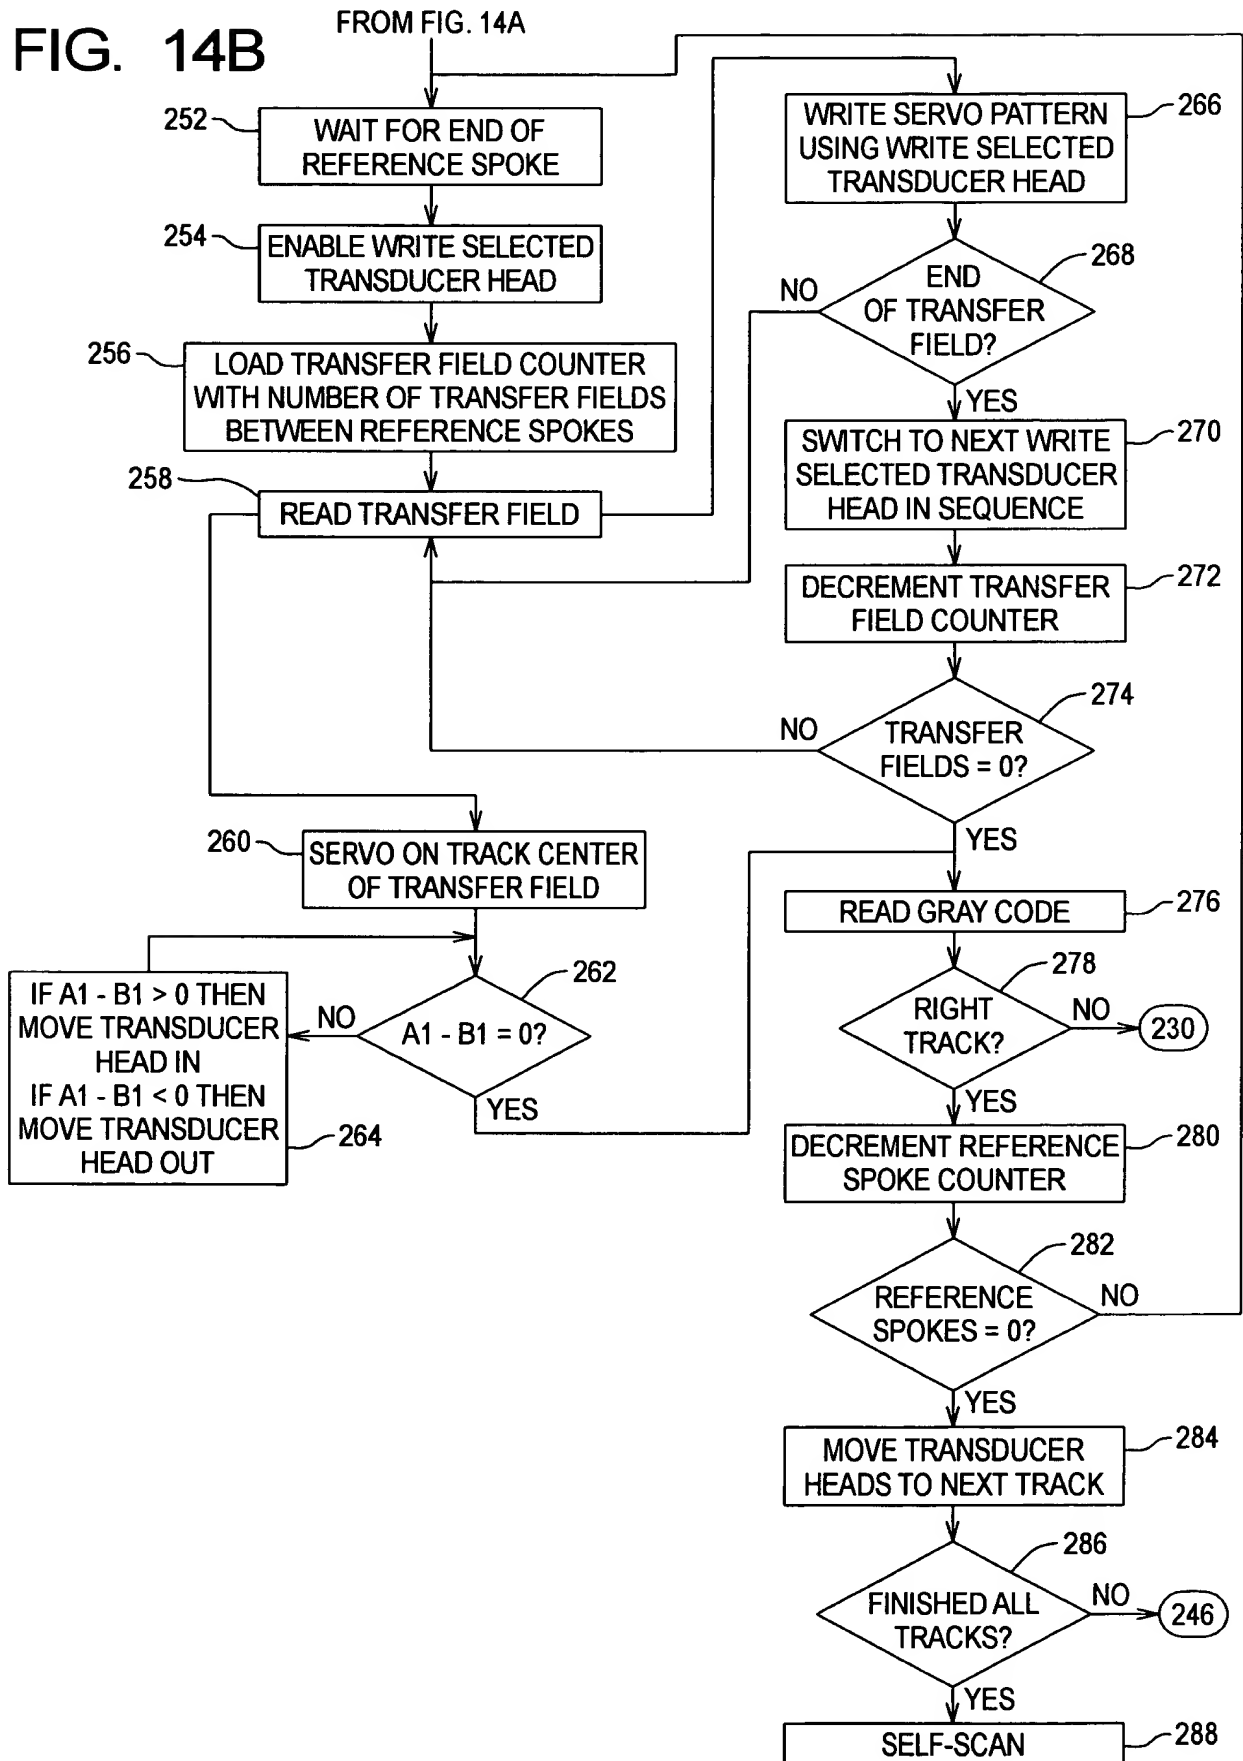 FIG. 14B
FROM FIG. 14A
252
WAIT FOR END OF
REFERENCE SPOKE
254
ENABLE WRITE SELECTED
TRANSDUCER HEAD
256
LOAD TRANSFER FIELD COUNTER
WITH NUMBER OF TRANSFER FIELDS
BETWEEN REFERENCE SPOKES
258
READ TRANSFER FIELD
260
SERVO ON TRACK CENTER
OF TRANSFER FIELD
262
A1 - B1 = 0?
NO
YES
IF A1 - B1 > 0 THEN
MOVE TRANSDUCER
HEAD IN
IF A1 - B1 < 0 THEN
MOVE TRANSDUCER
HEAD OUT
264
WRITE SERVO PATTERN
USING WRITE SELECTED
TRANSDUCER HEAD
266
268
END
OF TRANSFER
FIELD?
NO
YES
SWITCH TO NEXT WRITE
SELECTED TRANSDUCER
HEAD IN SEQUENCE
270
DECREMENT TRANSFER
FIELD COUNTER
272
274
TRANSFER
FIELDS = 0?
NO
YES
READ GRAY CODE
276
278
RIGHT
TRACK?
NO
230
YES
DECREMENT REFERENCE
SPOKE COUNTER
280
282
REFERENCE
SPOKES = 0?
NO
YES
MOVE TRANSDUCER
HEADS TO NEXT TRACK
284
286
FINISHED ALL
TRACKS?
NO
246
YES
SELF-SCAN
288